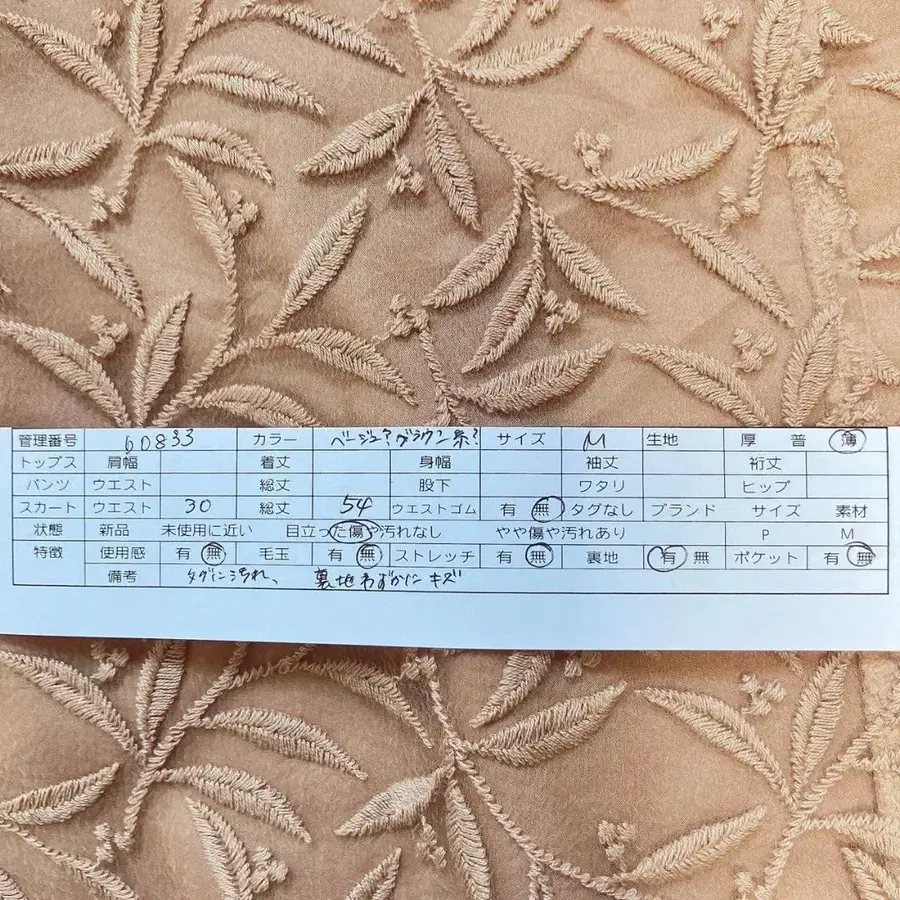 管理番号 60833 カラー ベージュ?ブラウン系? サイズ M 生地 厚 普 薄
トップス 肩幅 着丈 身幅 袖丈 裄丈
パンツ ウエスト 総丈 股下 ワタリ ヒップ
スカート ウエスト 30 総丈 54 ウエストゴム 有 無 タグなし ブランド サイズ 素材
状態 新品 未使用に近い 目立った傷や汚れなし やや傷や汚れあり P M
特徴 使用感 有 無 毛玉 有 無 ストレッチ 有 無 裏地 有 無 ポケット 有 無
備考 タグに汚れ、 裏地わずかにキズ